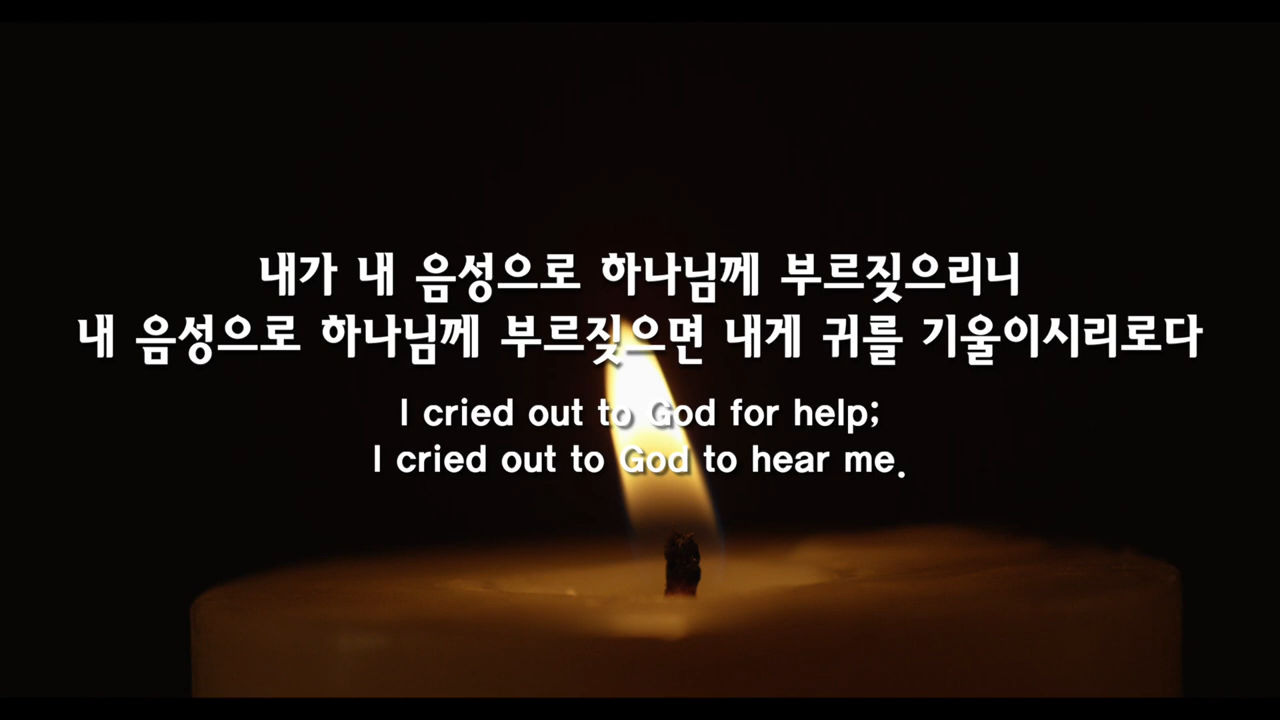 내가 내 음성으로 하나님께 부르짖으리니
내 음성으로 하나님께 부르짖으면 내게 귀를 기울이시리로다
I cried out to God for help;
I cried out to God to hear me.